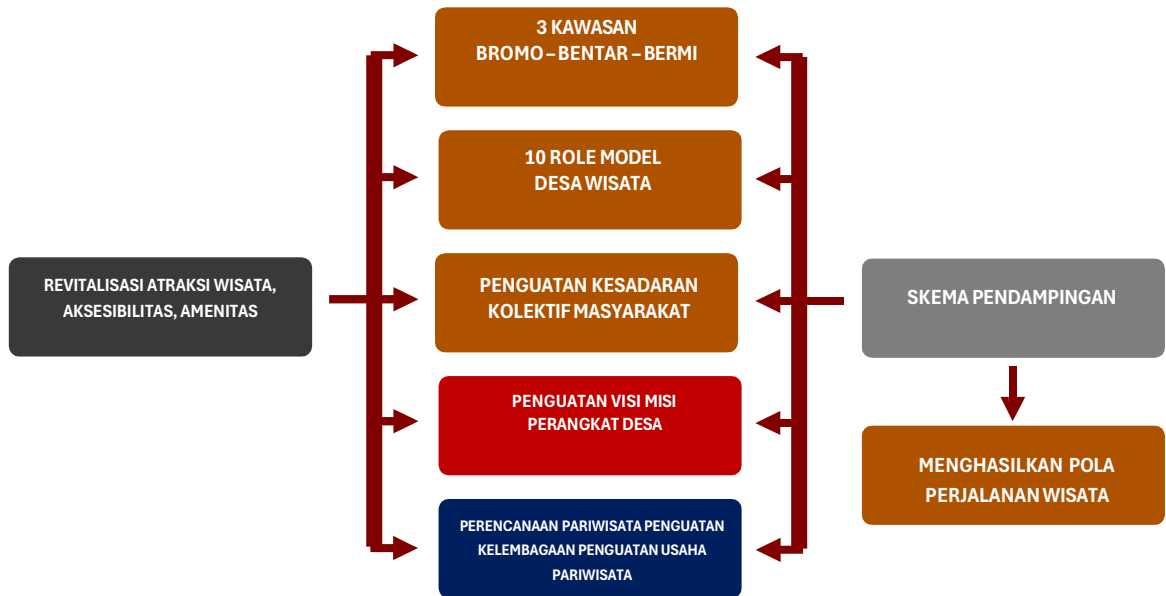 3 KAWASAN
BROMO – BENTAR – BERMI
10 ROLE MODEL
DESA WISATA
REVITALISASI ATRAKSI WISATA,
AKSESIBILITAS, AMENITAS
PENGUATAN KESADARAN
KOLEKTIF MASYARAKAT
SKEMA PENDAMPINGAN
PENGUATAN VISI MISI
PERANGKAT DESA
MENGHASILKAN POLA
PERJALANAN WISATA
PERENCANAAN PARIWISATA PENGUATAN
KELEMBAGAAN PENGUATAN USAHA
PARIWISATA